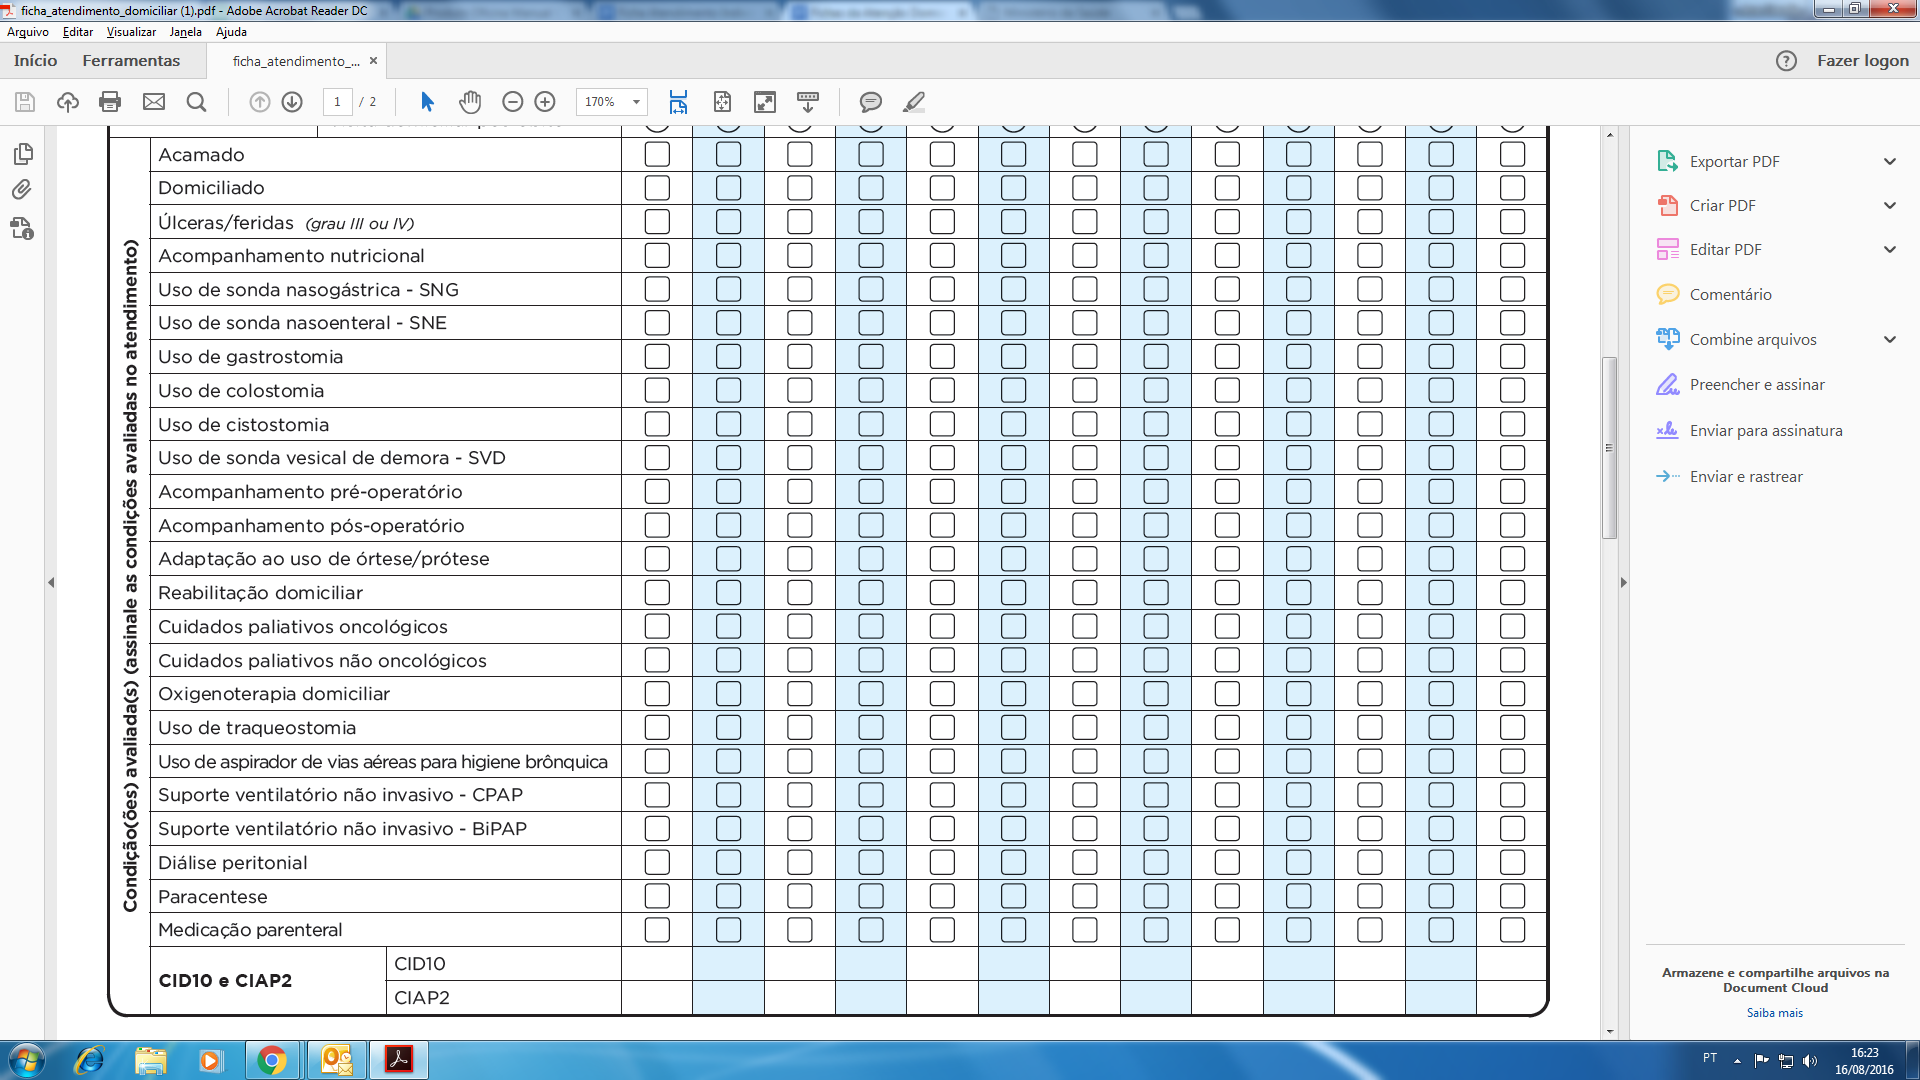 ficha_atendimento_domiciliar (1).pdf - Adobe Acrobat Reader DC
Arquivo Editar Visualizar Janela Ajuda
Início Ferramentas ficha_atendimento_... × ? Fazer logon
1 / 2 170%
Acamado
Domiciliado
Úlceras/feridas (grau III ou IV)
Acompanhamento nutricional
Uso de sonda nasogástrica - SNG
Uso de sonda nasoenteral - SNE
Uso de gastrostomia
Uso de colostomia
Uso de cistostomia
Uso de sonda vesical de demora - SVD
Acompanhamento pré-operatório
Acompanhamento pós-operatório
Adaptação ao uso de órtese/prótese
Reabilitação domiciliar
Cuidados paliativos oncológicos
Cuidados paliativos não oncológicos
Oxigenoterapia domiciliar
Uso de traqueostomia
Uso de aspirador de vias aéreas para higiene brônquica
Suporte ventilatório não invasivo - CPAP
Suporte ventilatório não invasivo - BiPAP
Diálise peritonial
Paracentese
Medicação parenteral
Condição(ões) avaliada(s) (assinale as condições avaliadas no atendimento)
CID10 e CIAP2
CID10
CIAP2
Exportar PDF
Criar PDF
Editar PDF
Comentário
Combine arquivos
Preencher e assinar
Enviar para assinatura
Enviar e rastrear
Armazene e compartilhe arquivos na
Document Cloud
Saiba mais
PT
16:23
16/08/2016